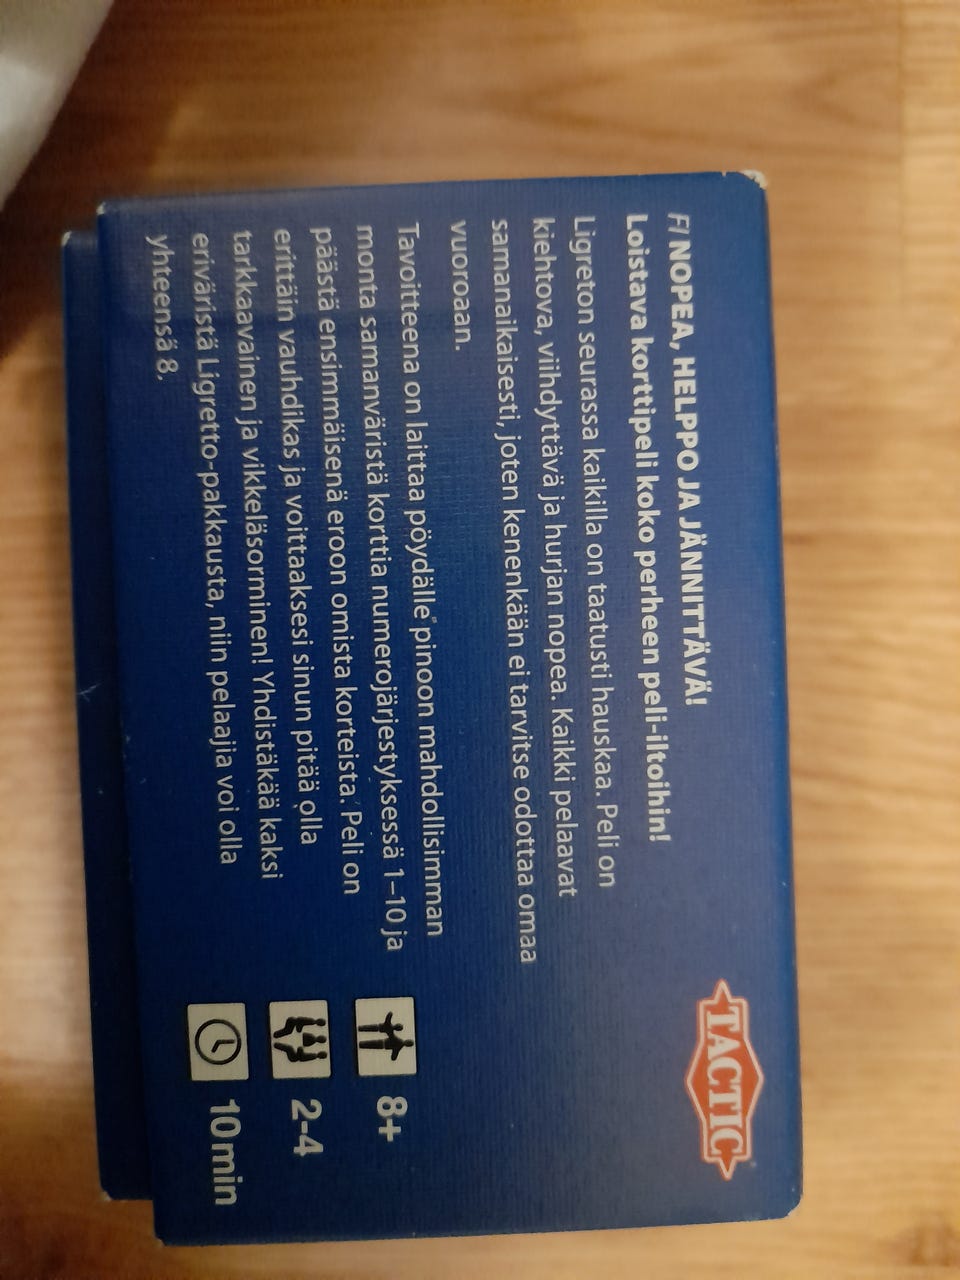 FI NOPEA, HELPPO JA JÄNNITTÄVÄ!
Loistava korttipeli koko perheen peli-iltoihin!
Ligreton seurassa kaikilla on taatusti hauskaa. Peli on
kiehtova, viihdyttävä ja hurjan nopea. Kaikki pelaavat
samanaikaisesti, joten kenenkään ei tarvitse odottaa omaa
vuoroaan.
Tavoitteena on laittaa pöydälle pinoon mahdollisimman
monta samanväristä korttia numerojärjestyksessä 1–10 ja
päästä ensimmäisenä eroon omista korteista. Peli on
erittäin vauhdikas ja voittaaksesi sinun pitää olla
tarkkaavainen ja vikkeläsorminen! Yhdistäkää kaksi
eriväristä Ligretto-pakkausta, niin pelaajia voi olla
yhteensä 8.
TACTIC
8+
2-4
10 min